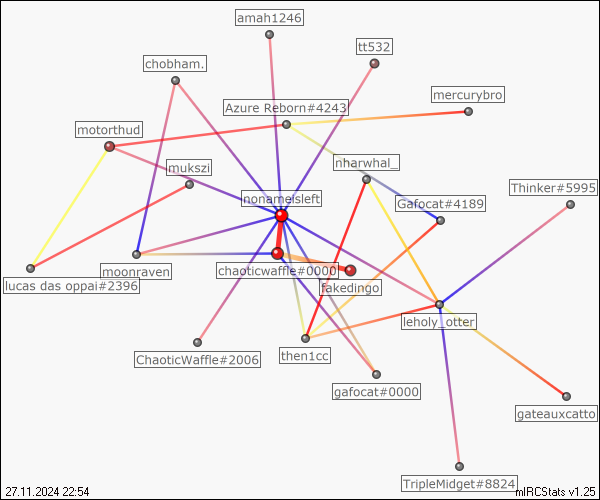 amah1246
tt532
chobham.
mercurybro
Azure Reborn#4243
motorthud
nharwhal_
mukszi
Thinker#5995
nonameisleft
Gafocat#4189
moonraven
chaoticwaffle#0000
lucas das oppai#2396
fakedingo
leholy_otter
ChaoticWaffle#2006
then1cc
gafocat#0000
gateauxcatto
TripleMidget#8824
27.11.2024 22:54
mIRCStats v1.25